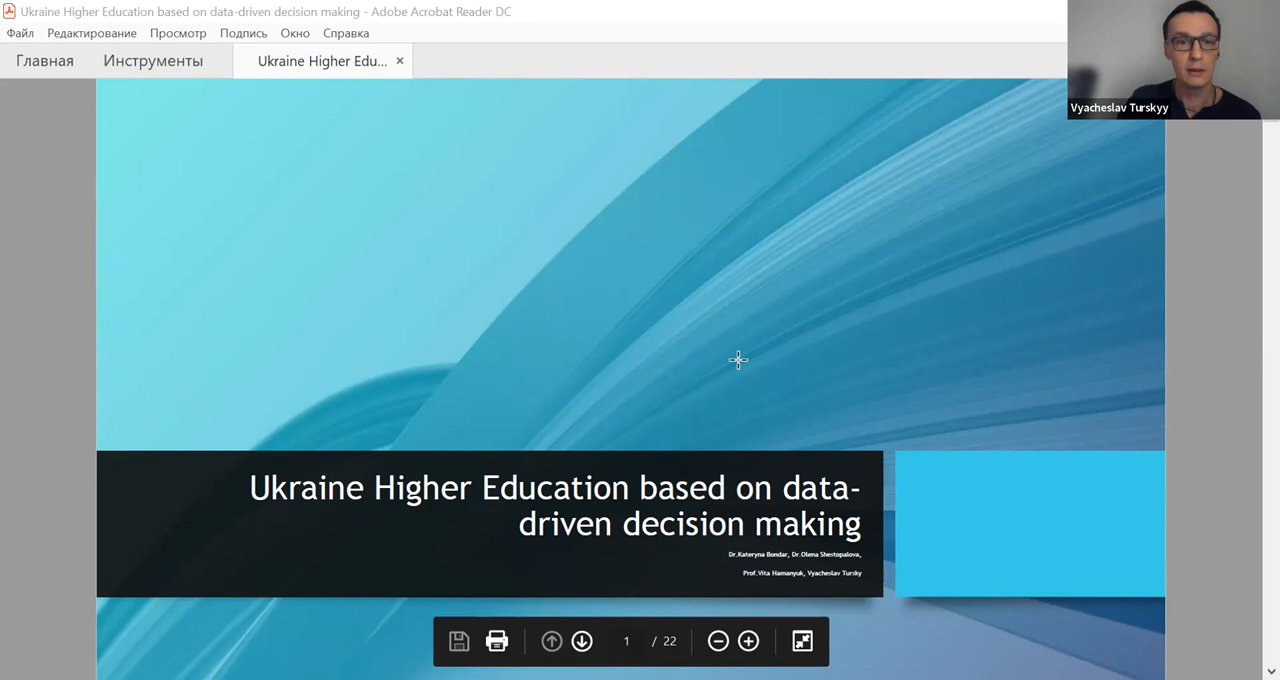 Ukraine Higher Education based on data-driven decision making - Adobe Acrobat Reader DC
Файл Редактирование Просмотр Подпись Окно Справка
Главная Инструменты Ukraine Higher Edu... ×
Vyacheslav Turskyy
Ukraine Higher Education based on data-
driven decision making
Dr.Kateryna Bondar, Dr.Olena Shestopalova,
Prof.Vita Hamanyuk, Vyacheslav Tursky
1 / 22